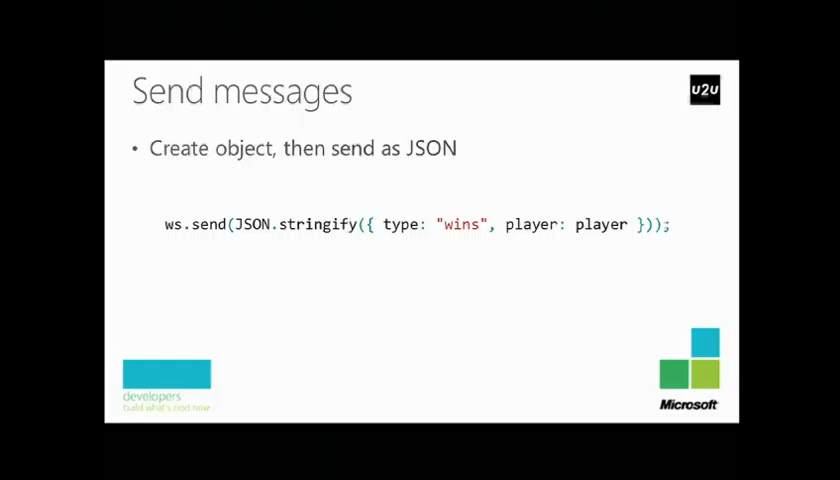 Send messages
U2U
• Create object, then send as JSON
ws.send(JSON.stringify({ type: "wins", player: player }));
developers
build what's next now
Microsoft